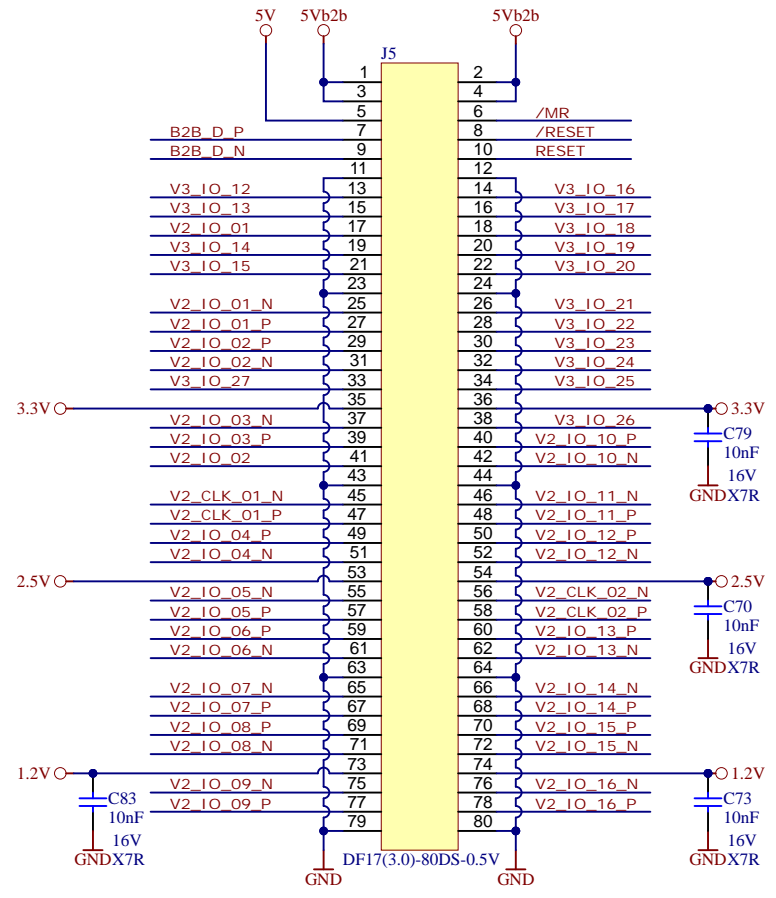 5V 5Vb2b 5Vb2b
J5
1 2
3 4
5 6 /MR
B2B_D_P 7 8 /RESET
B2B_D_N 9 10 RESET
11 12
V3_IO_12 13 14 V3_IO_16
V3_IO_13 15 16 V3_IO_17
V2_IO_01 17 18 V3_IO_18
V3_IO_14 19 20 V3_IO_19
V3_IO_15 21 22 V3_IO_20
23 24
V2_IO_01_N 25 26 V3_IO_21
V2_IO_01_P 27 28 V3_IO_22
V2_IO_02_P 29 30 V3_IO_23
V2_IO_02_N 31 32 V3_IO_24
V3_IO_27 33 34 V3_IO_25
3.3V 35 36 3.3V
V2_IO_03_N 37 38 V3_IO_26
C79
V2_IO_03_P 39 40 V2_IO_10_P
10nF
V2_IO_02 41 42 V2_IO_10_N
16V
43 44
V2_CLK_01_N 45 46 V2_IO_11_N GND X7R
V2_CLK_01_P 47 48 V2_IO_11_P
V2_IO_04_P 49 50 V2_IO_12_P
V2_IO_04_N 51 52 V2_IO_12_N
2.5V 53 54 2.5V
V2_IO_05_N 55 56 V2_CLK_02_N
C70
V2_IO_05_P 57 58 V2_CLK_02_P
10nF
V2_IO_06_P 59 60 V2_IO_13_P
V2_IO_06_N 61 62 V2_IO_13_N 16V
63 64 GND X7R
V2_IO_07_N 65 66 V2_IO_14_N
V2_IO_07_P 67 68 V2_IO_14_P
V2_IO_08_P 69 70 V2_IO_15_P
V2_IO_08_N 71 72 V2_IO_15_N
1.2V 73 74 1.2V
V2_IO_09_N 75 76 V2_IO_16_N
C83 C73
V2_IO_09_P 77 78 V2_IO_16_P
10nF 10nF
79 80
16V 16V
GND X7R DF17(3.0)-80DS-0.5V GND X7R
GND GND